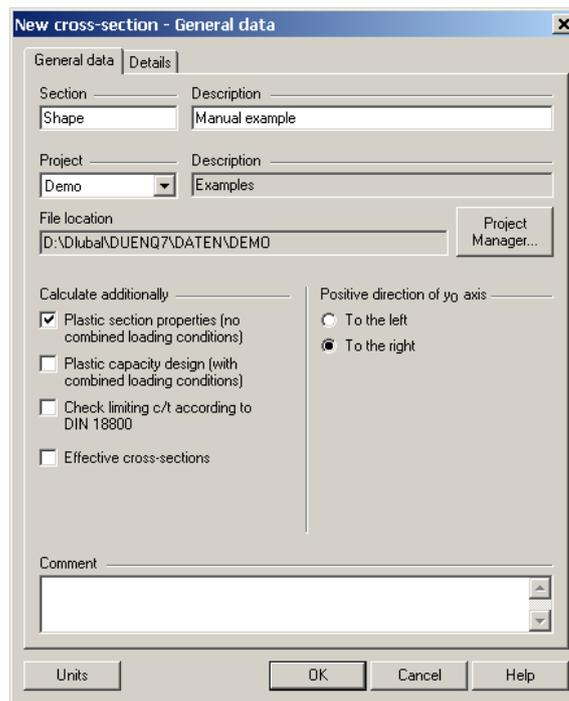 New cross-section - General data
General data
Details
Section
Description
Shape
Manual example
Project
Description
Demo
Examples
File location
D:\Dlubal\DUENQ7\DATEN\DEMO
Project
Manager...
Calculate additionally
Positive direction of y0 axis
Plastic section properties (no
combined loading conditions)
To the left
To the right
Plastic capacity design (with
combined loading conditions)
Check limiting c/t according to
DIN 18800
Effective cross-sections
Comment
Units
OK
Cancel
Help